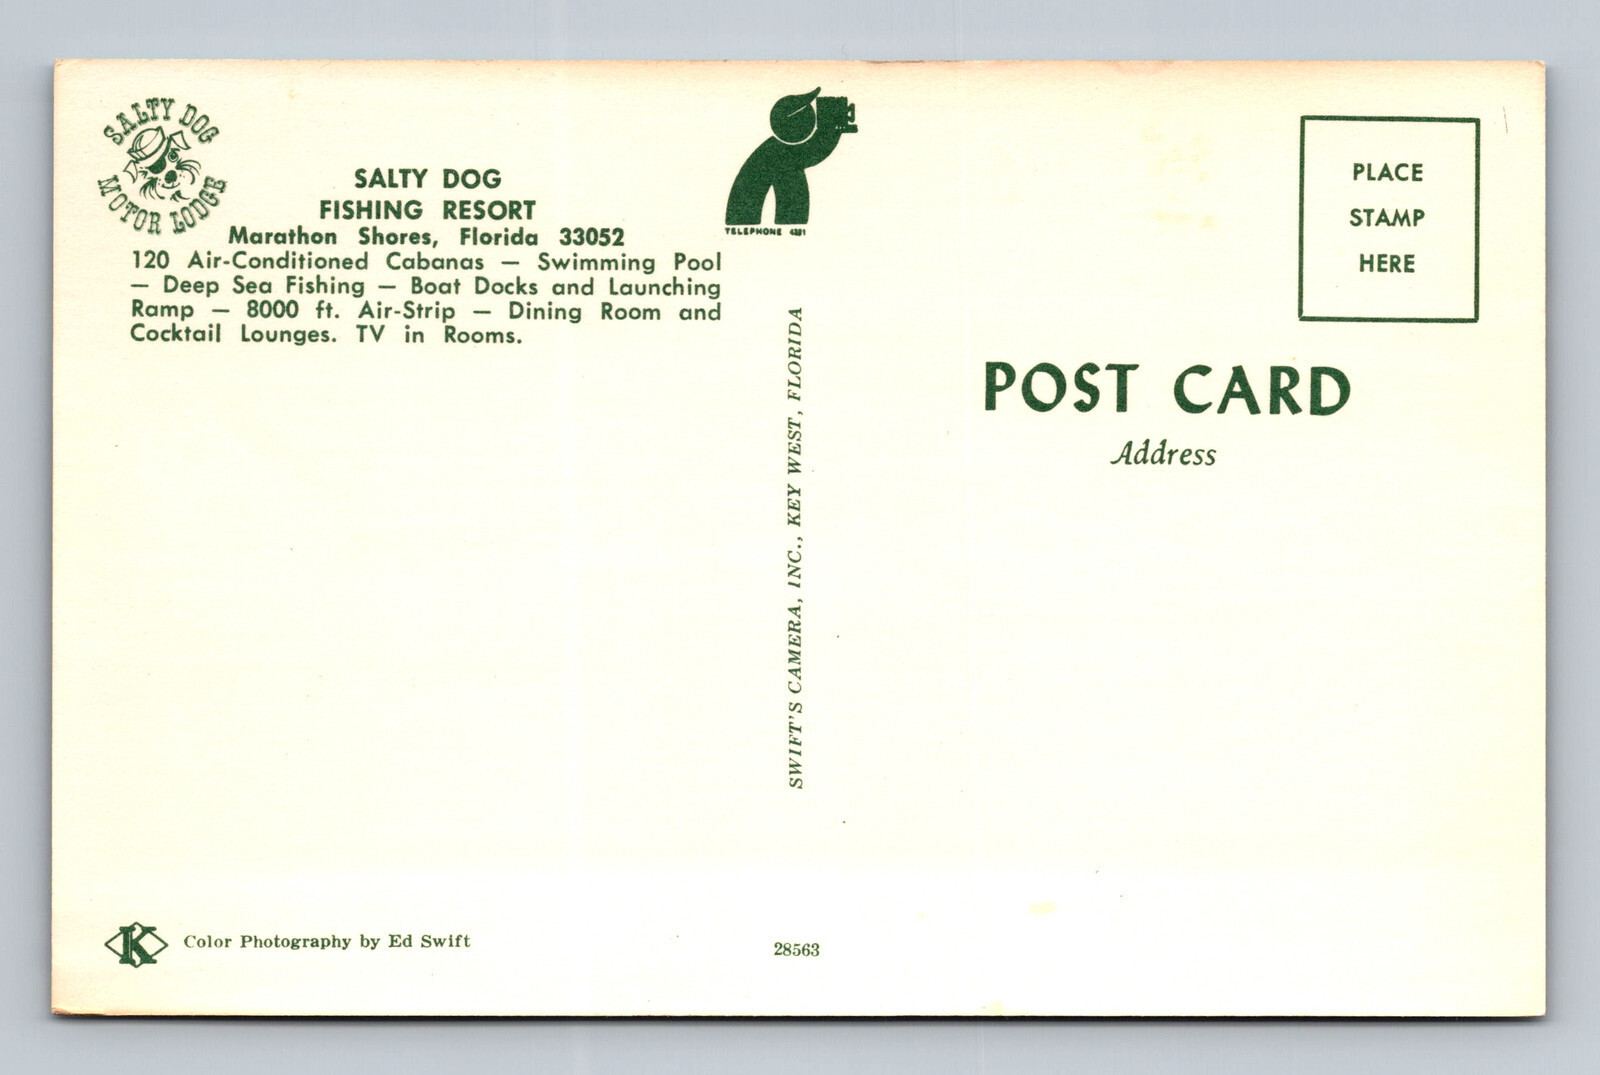 SALTY DOG
MOTOR LODGE
SALTY DOG
FISHING RESORT
Marathon Shores, Florida 33052
120 Air-Conditioned Cabanas — Swimming Pool
— Deep Sea Fishing — Boat Docks and Launching
Ramp — 8000 ft. Air-Strip — Dining Room and
Cocktail Lounges. TV in Rooms.
TELEPHONE
SWIFT'S CAMERA, INC., KEY WEST, FLORIDA
PLACE
STAMP
HERE
POST CARD
Address
K
Color Photography by Ed Swift
28563